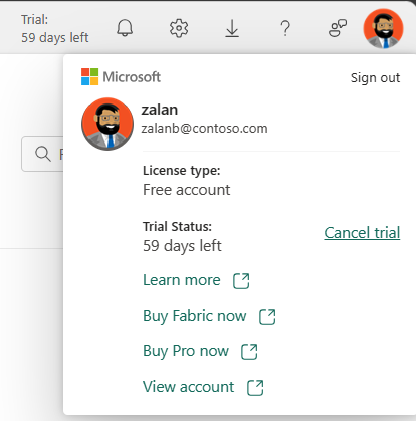 Trial:
59 days left
?
Microsoft
Sign out
zalan
zalanb@contoso.com
License type:
Free account
Trial Status:
59 days left
Cancel trial
Learn more
Buy Fabric now
Buy Pro now
View account